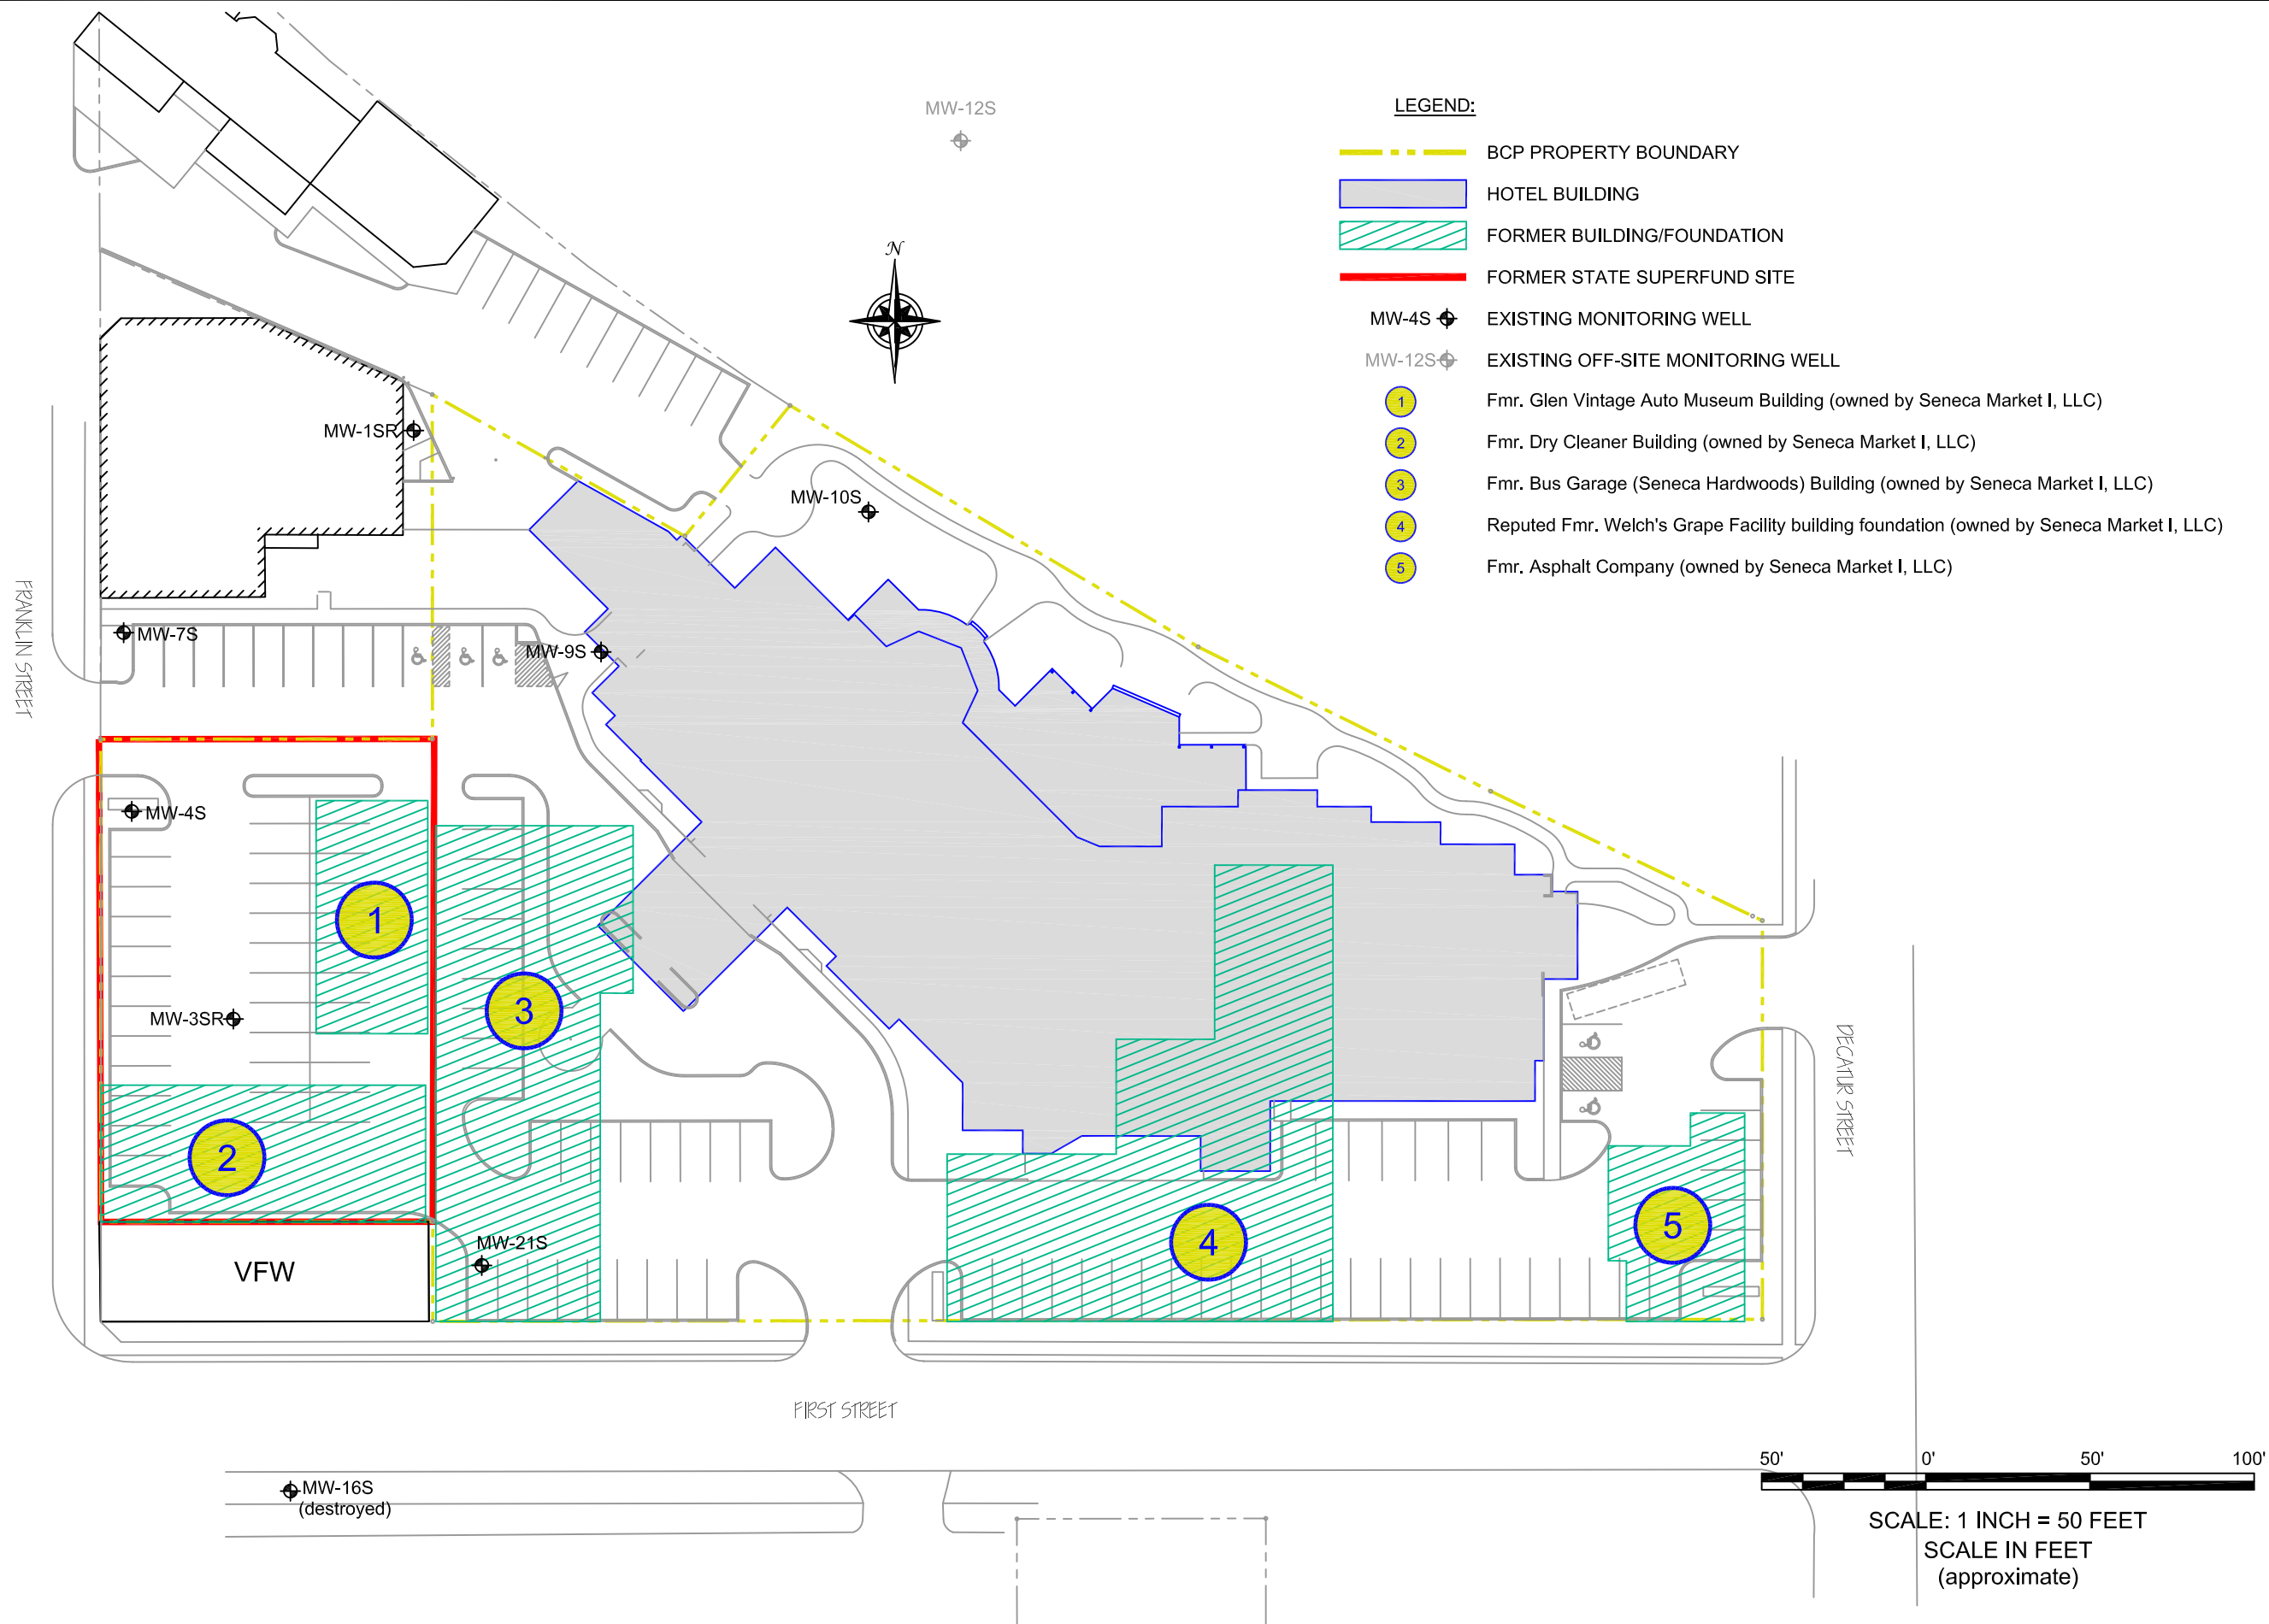 MW-12S
LEGEND:
BCP PROPERTY BOUNDARY
HOTEL BUILDING
FORMER BUILDING/FOUNDATION
FORMER STATE SUPERFUND SITE
MW-4S EXISTING MONITORING WELL
MW-12S EXISTING OFF-SITE MONITORING WELL
1 Fmr. Glen Vintage Auto Museum Building (owned by Seneca Market I, LLC)
2 Fmr. Dry Cleaner Building (owned by Seneca Market I, LLC)
3 Fmr. Bus Garage (Seneca Hardwoods) Building (owned by Seneca Market I, LLC)
4 Reputed Fmr. Welch's Grape Facility building foundation (owned by Seneca Market I, LLC)
5 Fmr. Asphalt Company (owned by Seneca Market I, LLC)
N
MW-1SR
MW-10S
FRANKLIN STREET
MW-7S
MW-9S
MW-4S
1
3
MW-3SR
2
DECATUR STREET
4
5
MW-21S
VFW
FIRST STREET
MW-16S
(destroyed)
50' 0' 50' 100'
SCALE: 1 INCH = 50 FEET
SCALE IN FEET
(approximate)